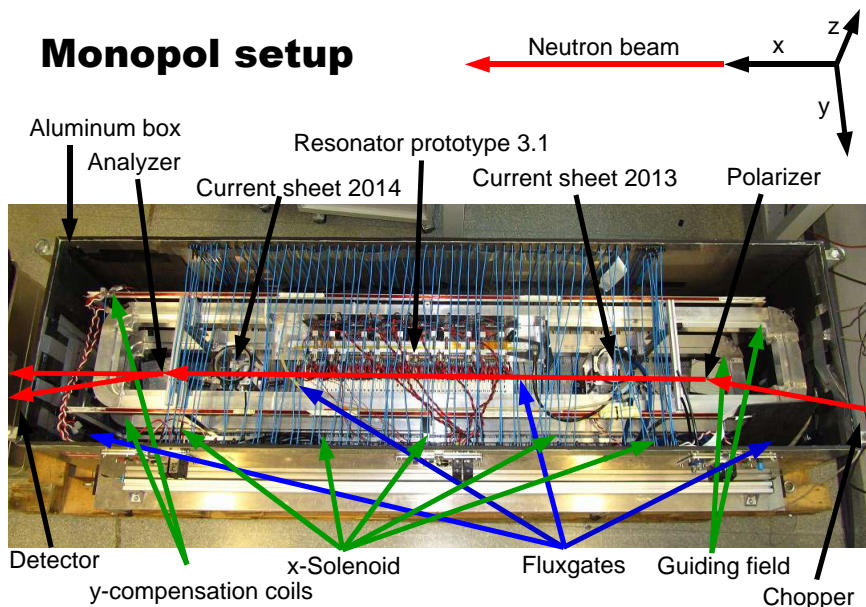 Monopol setup
Neutron beam
x
z
y
Aluminum box
Analyzer
Resonator prototype 3.1
Current sheet 2014
Current sheet 2013
Polarizer
Detector
y-compensation coils
x-Solenoid
Fluxgates
Guiding field
Chopper